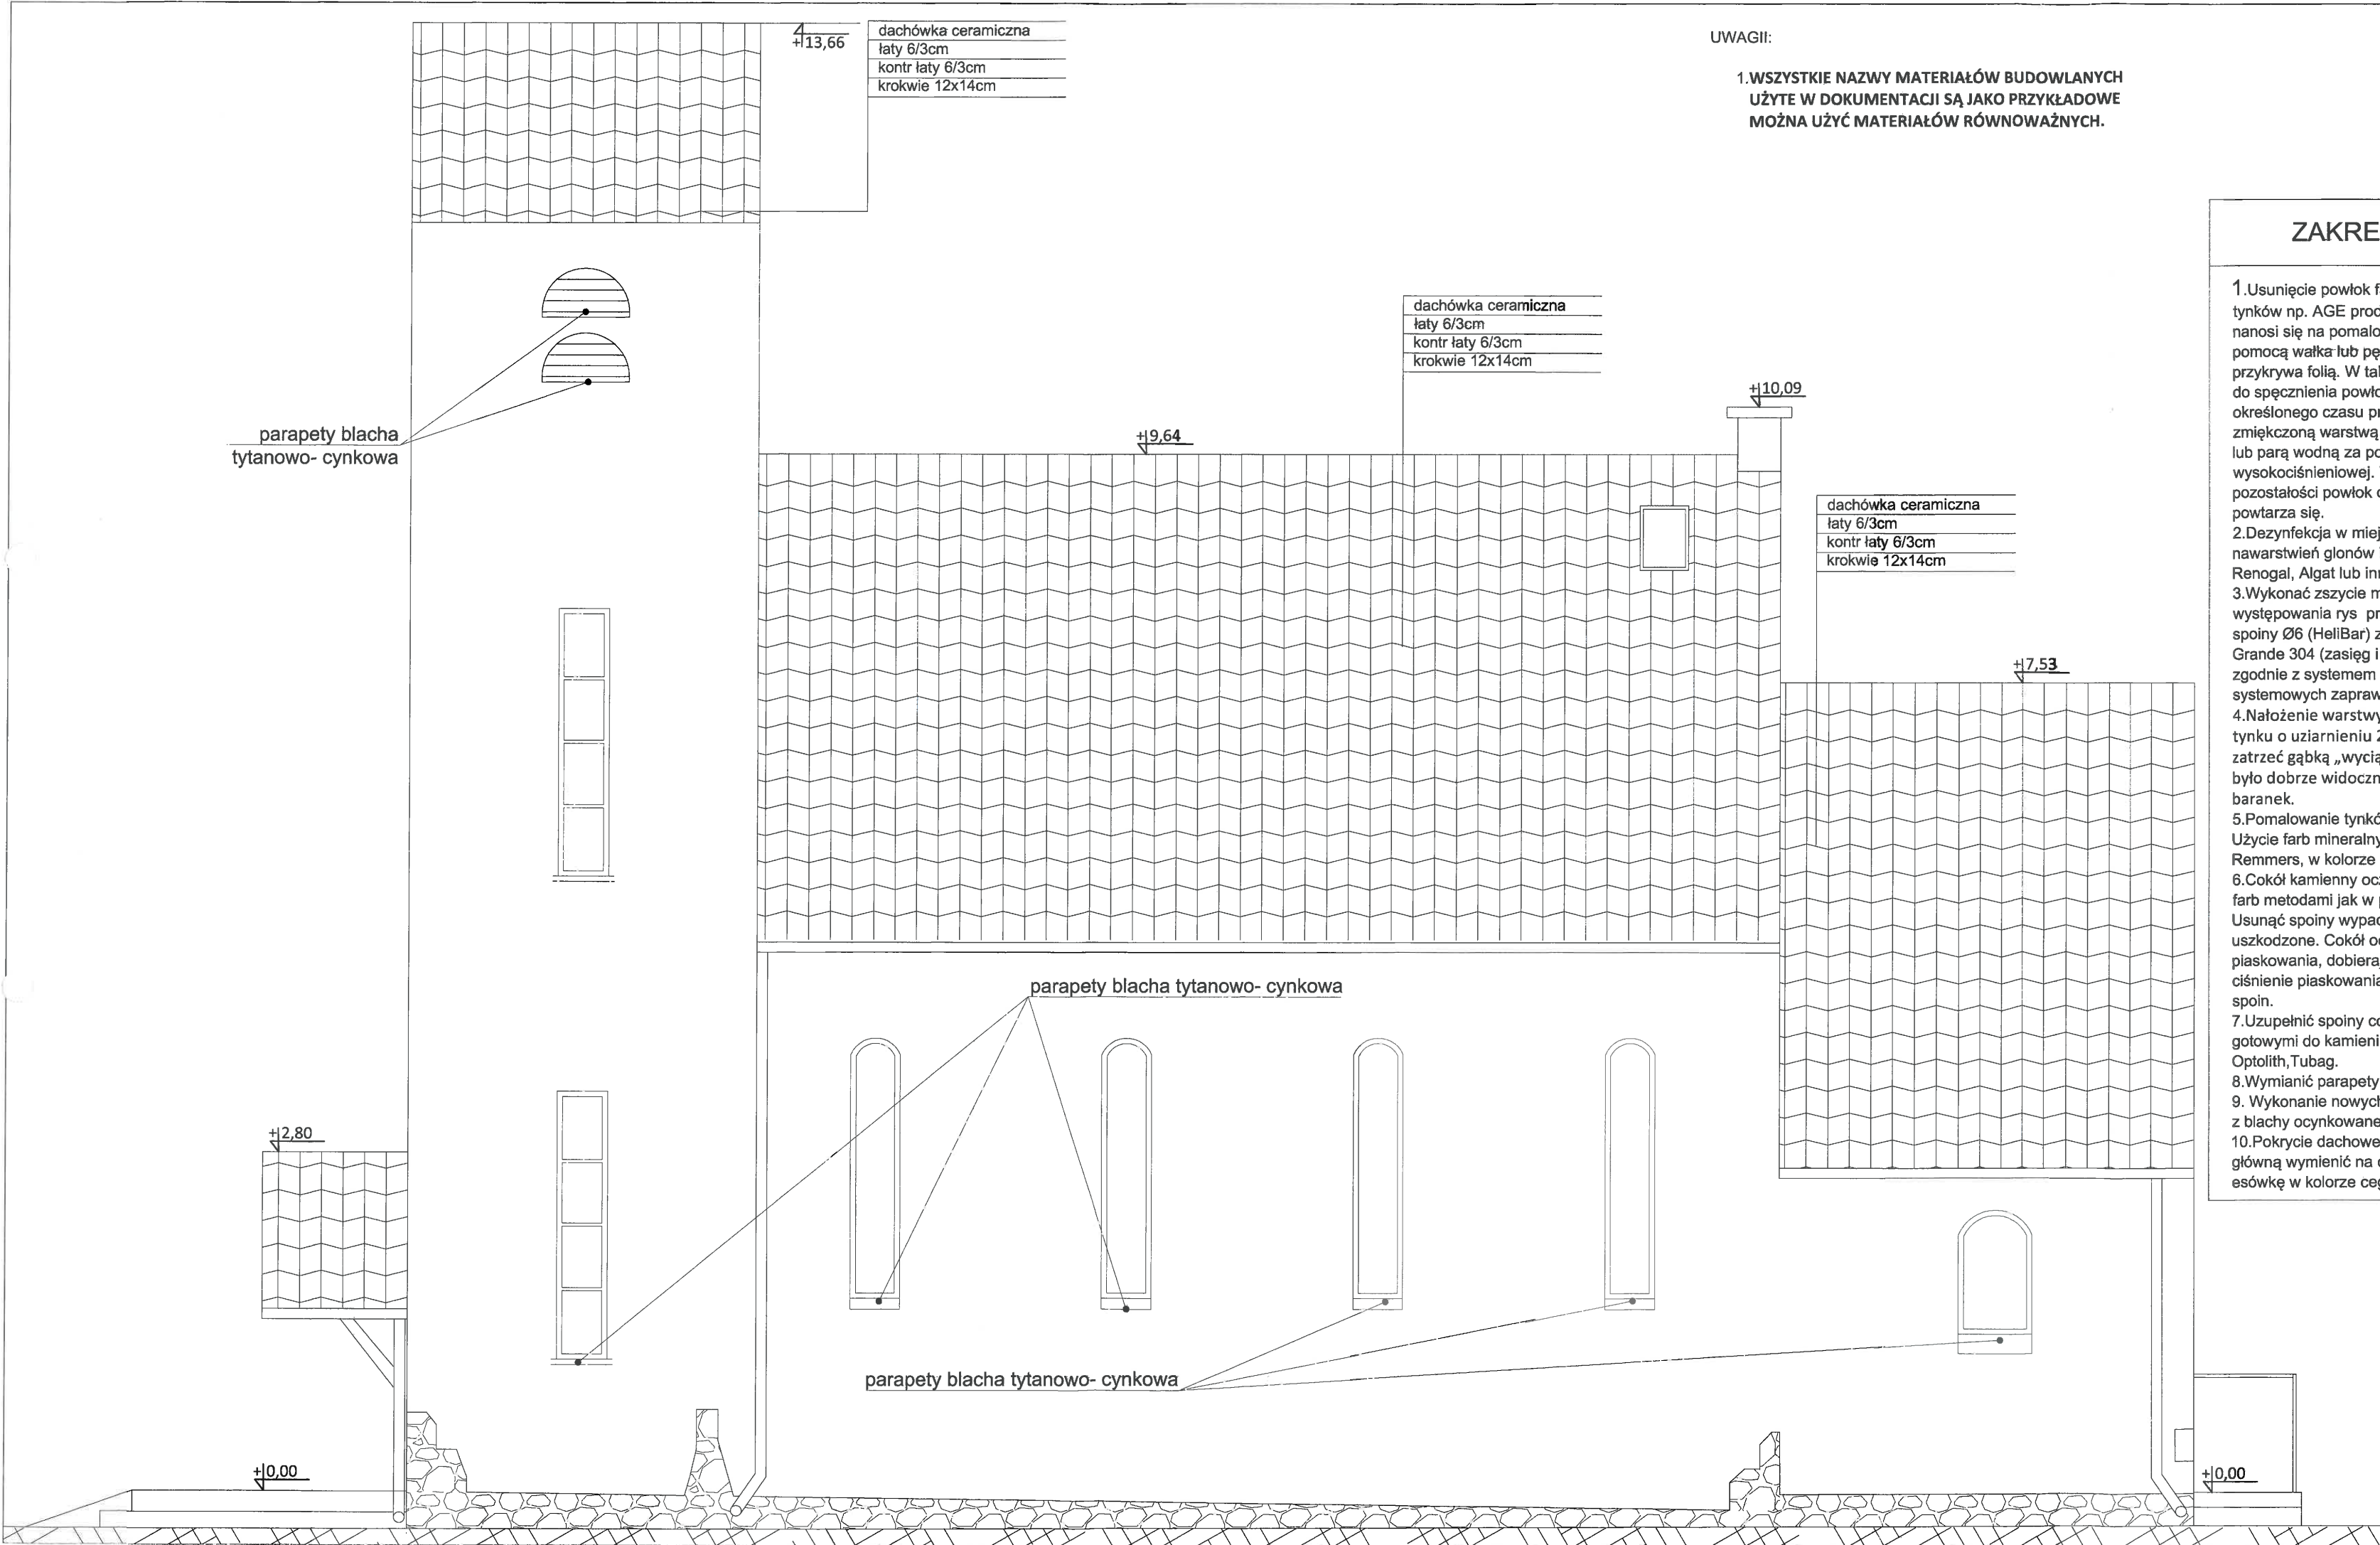 +13,66
dachówka ceramiczna
łaty 6/3cm
kontr łaty 6/3cm
krokwie 12x14cm
UWAGII:
1.WSZYSTKIE NAZWY MATERIAŁÓW BUDOWLANYCH
UŻYTE W DOKUMENTACJI SĄ JAKO PRZYKŁADOWE
MOŻNA UŻYĆ MATERIAŁÓW RÓWNOWAŻNYCH.
parapety blacha
tytanowo- cynkowa
+9,64
dachówka ceramiczna
łaty 6/3cm
kontr łaty 6/3cm
krokwie 12x14cm
+10,09
dachówka ceramiczna
łaty 6/3cm
kontr łaty 6/3cm
krokwie 12x14cm
+7,53
parapety blacha tytanowo- cynkowa
+2,80
parapety blacha tytanowo- cynkowa
+0,00
+0,00
ZAKRE
1.Usunięcie powłok f
tynków np. AGE prod
nanosi się na pomalo
pomocą wałka lub pę
przykrywa folią. W tal
do spęcznienia powło
określonego czasu pr
zmiękczoną warstwą
lub parą wodną za po
wysokociśnieniowej.
pozostałości powłok
powtarza się.
2.Dezynfekcja w miej
nawarstwień glonów
Renogal, Algat lub inn
3.Wykonać zszycie m
występowania rys pr
spoiny Ø6 (HeliBar) z
Grande 304 (zasięg i
zgodnie z systemem
systemowych zapraw
4.Nałożenie warstwy
tynku o uziarnieniu 2
zatrzeć gąbką „wycią
było dobrze widoczn
baranek.
5.Pomalowanie tynkó
Użycie farb mineralny
Remmers, w kolorze
6.Cokół kamienny ocz
farb metodami jak w p
Usunąć spoiny wypad
uszkodzone. Cokół oc
piaskowania, dobieraj
ciśnienie piaskowania
spoin.
7.Uzupełnić spoiny co
gotowymi do kamieni
Optolith,Tubag.
8.Wymianić parapety
9. Wykonanie nowych
z blachy ocynkowane
10.Pokrycie dachowe
główną wymienić na
esówkę w kolorze ceg